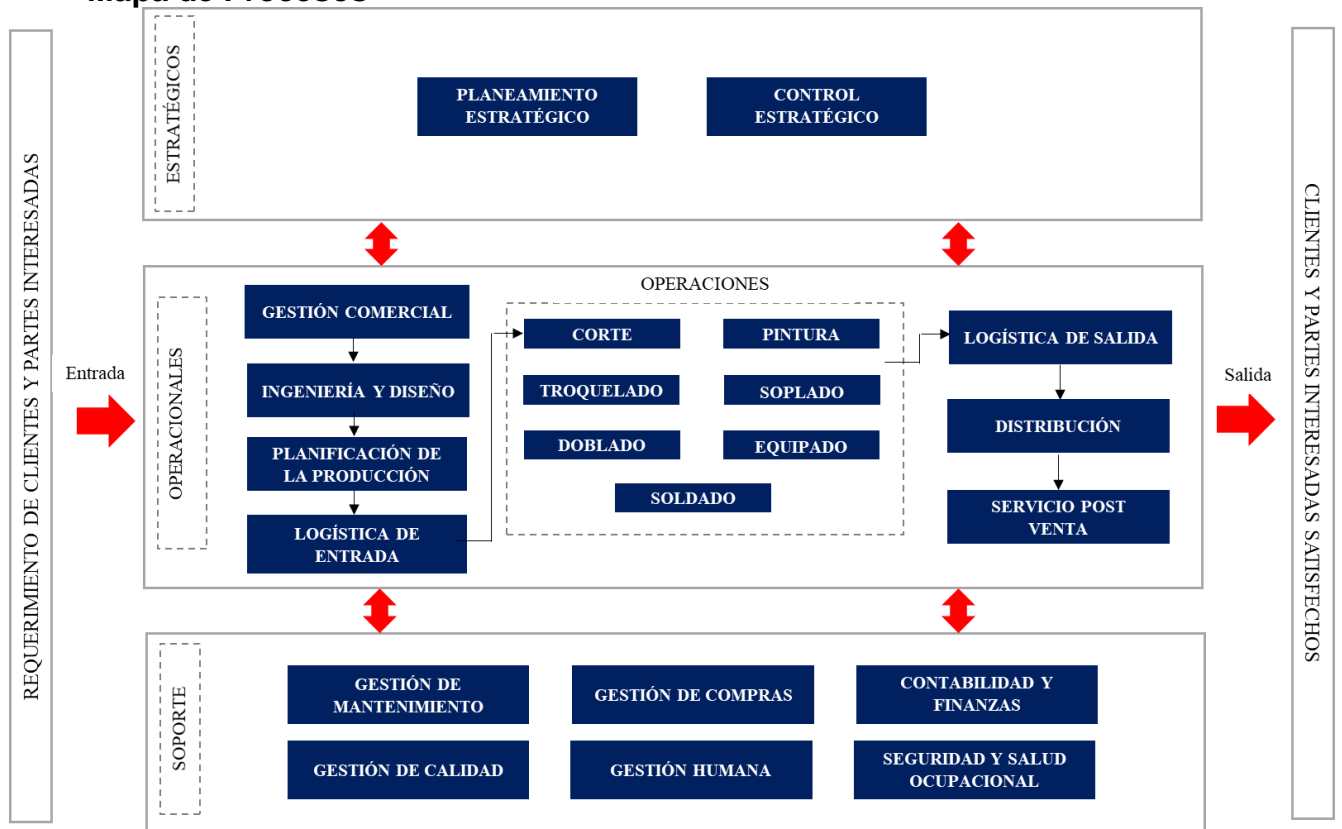 Mapa de Procesos
REQUERIMIENTO DE CLIENTES Y PARTES INTERESADAS
Entrada
ESTRATÉGICOS
PLANEAMIENTO
ESTRATÉGICO
CONTROL
ESTRATÉGICO
OPERACIONALES
GESTIÓN COMERCIAL
INGENIERÍA Y DISEÑO
PLANIFICACIÓN DE
LA PRODUCCIÓN
LOGÍSTICA DE
ENTRADA
OPERACIONES
CORTE
PINTURA
TROQUELADO
SOPLADO
DOBLADO
EQUIPADO
SOLDADO
LOGÍSTICA DE SALIDA
DISTRIBUCIÓN
SERVICIO POST
VENTA
SOPORTE
GESTIÓN DE
MANTENIMIENTO
GESTIÓN DE COMPRAS
CONTABILIDAD Y
FINANZAS
GESTIÓN DE CALIDAD
GESTIÓN HUMANA
SEGURIDAD Y SALUD
OCUPACIONAL
Salida
CLIENTES Y PARTES INTERESADAS SATISFECHOS